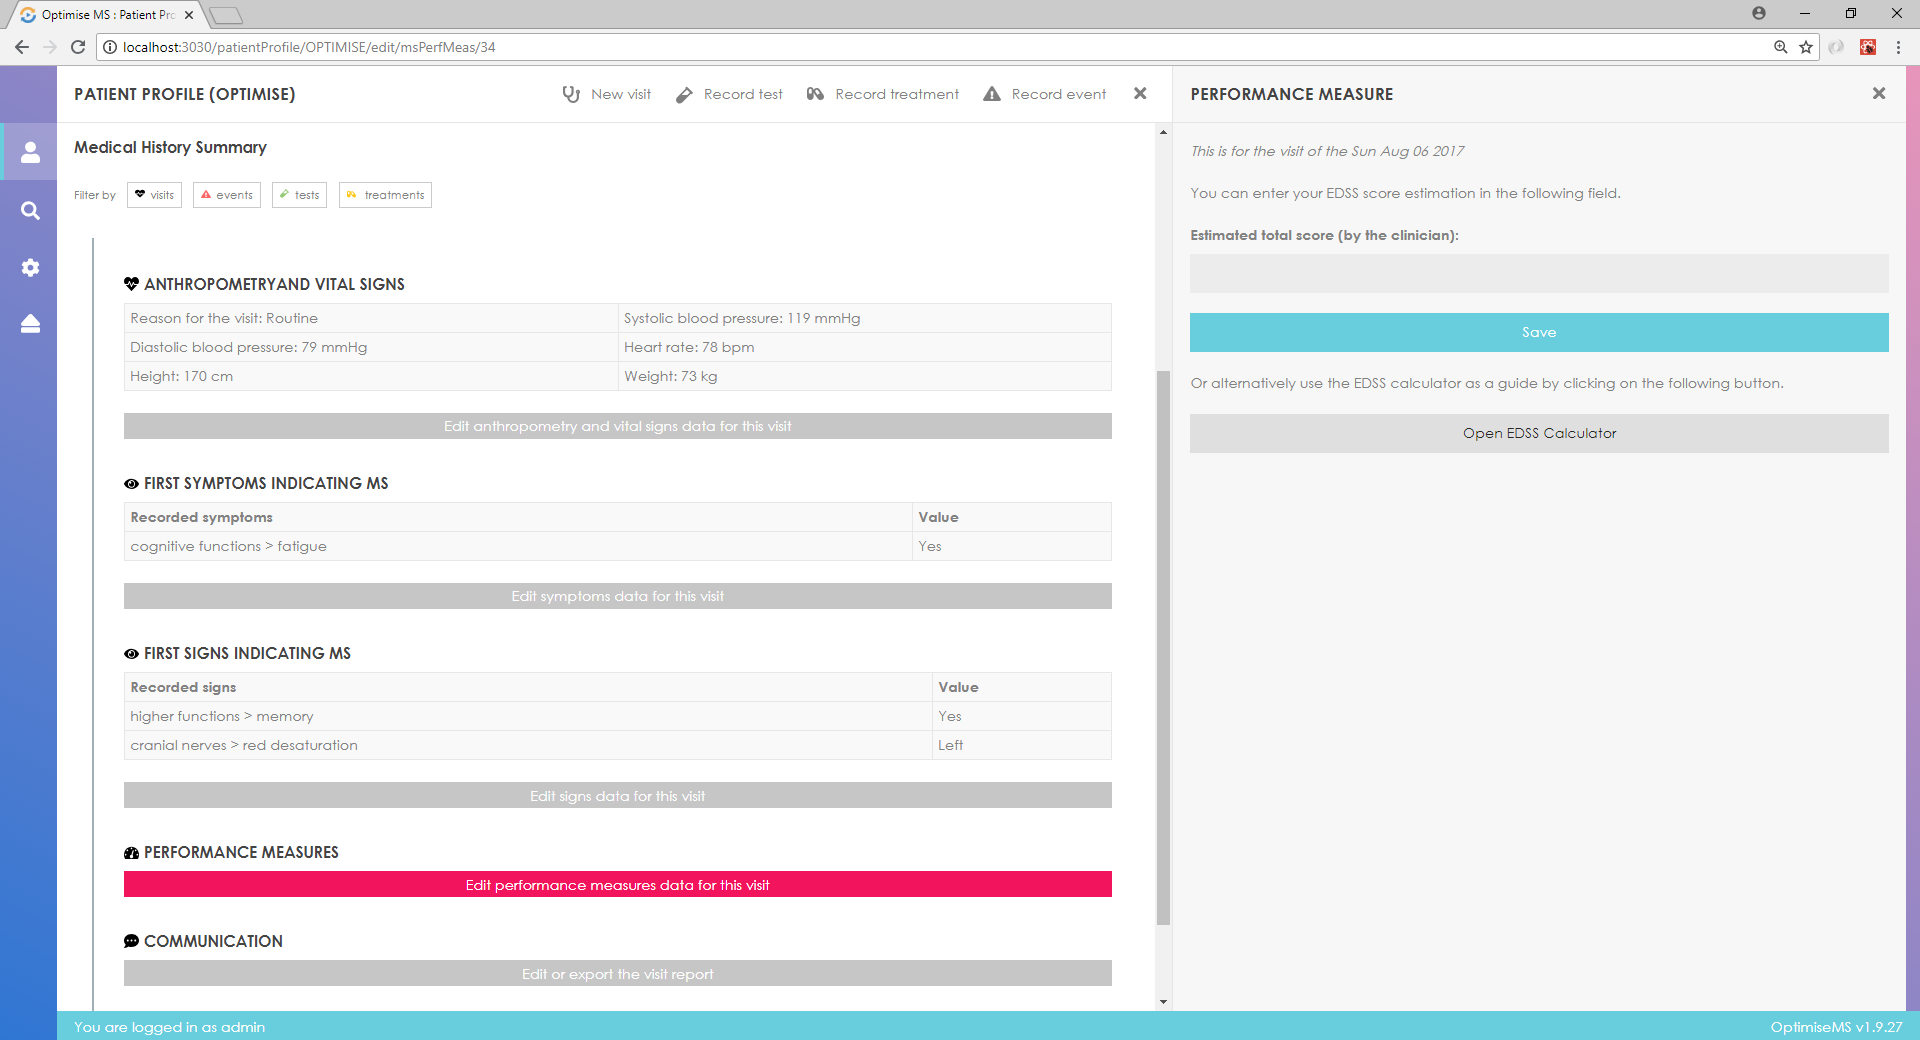 Optimise MS : Patient Pro
localhost:3030/patientProfile/OPTIMISE/edit/msPerfMeas/34
PATIENT PROFILE (OPTIMISE)
New visit
Record test
Record treatment
Record event
Medical History Summary
Filter by
visits
events
tests
treatments
ANTHROPOMETRYAND VITAL SIGNS
Reason for the visit: Routine
Systolic blood pressure: 119 mmHg
Diastolic blood pressure: 79 mmHg
Heart rate: 78 bpm
Height: 170 cm
Weight: 73 kg
Edit anthropometry and vital signs data for this visit
FIRST SYMPTOMS INDICATING MS
Recorded symptoms
Value
cognitive functions > fatigue
Yes
Edit symptoms data for this visit
FIRST SIGNS INDICATING MS
Recorded signs
Value
higher functions > memory
Yes
cranial nerves > red desaturation
Left
Edit signs data for this visit
PERFORMANCE MEASURES
Edit performance measures data for this visit
COMMUNICATION
Edit or export the visit report
PERFORMANCE MEASURE
This is for the visit of the Sun Aug 06 2017
You can enter your EDSS score estimation in the following field.
Estimated total score (by the clinician):
Save
Or alternatively use the EDSS calculator as a guide by clicking on the following button.
Open EDSS Calculator
You are logged in as admin
OptimiseMS v1.9.27